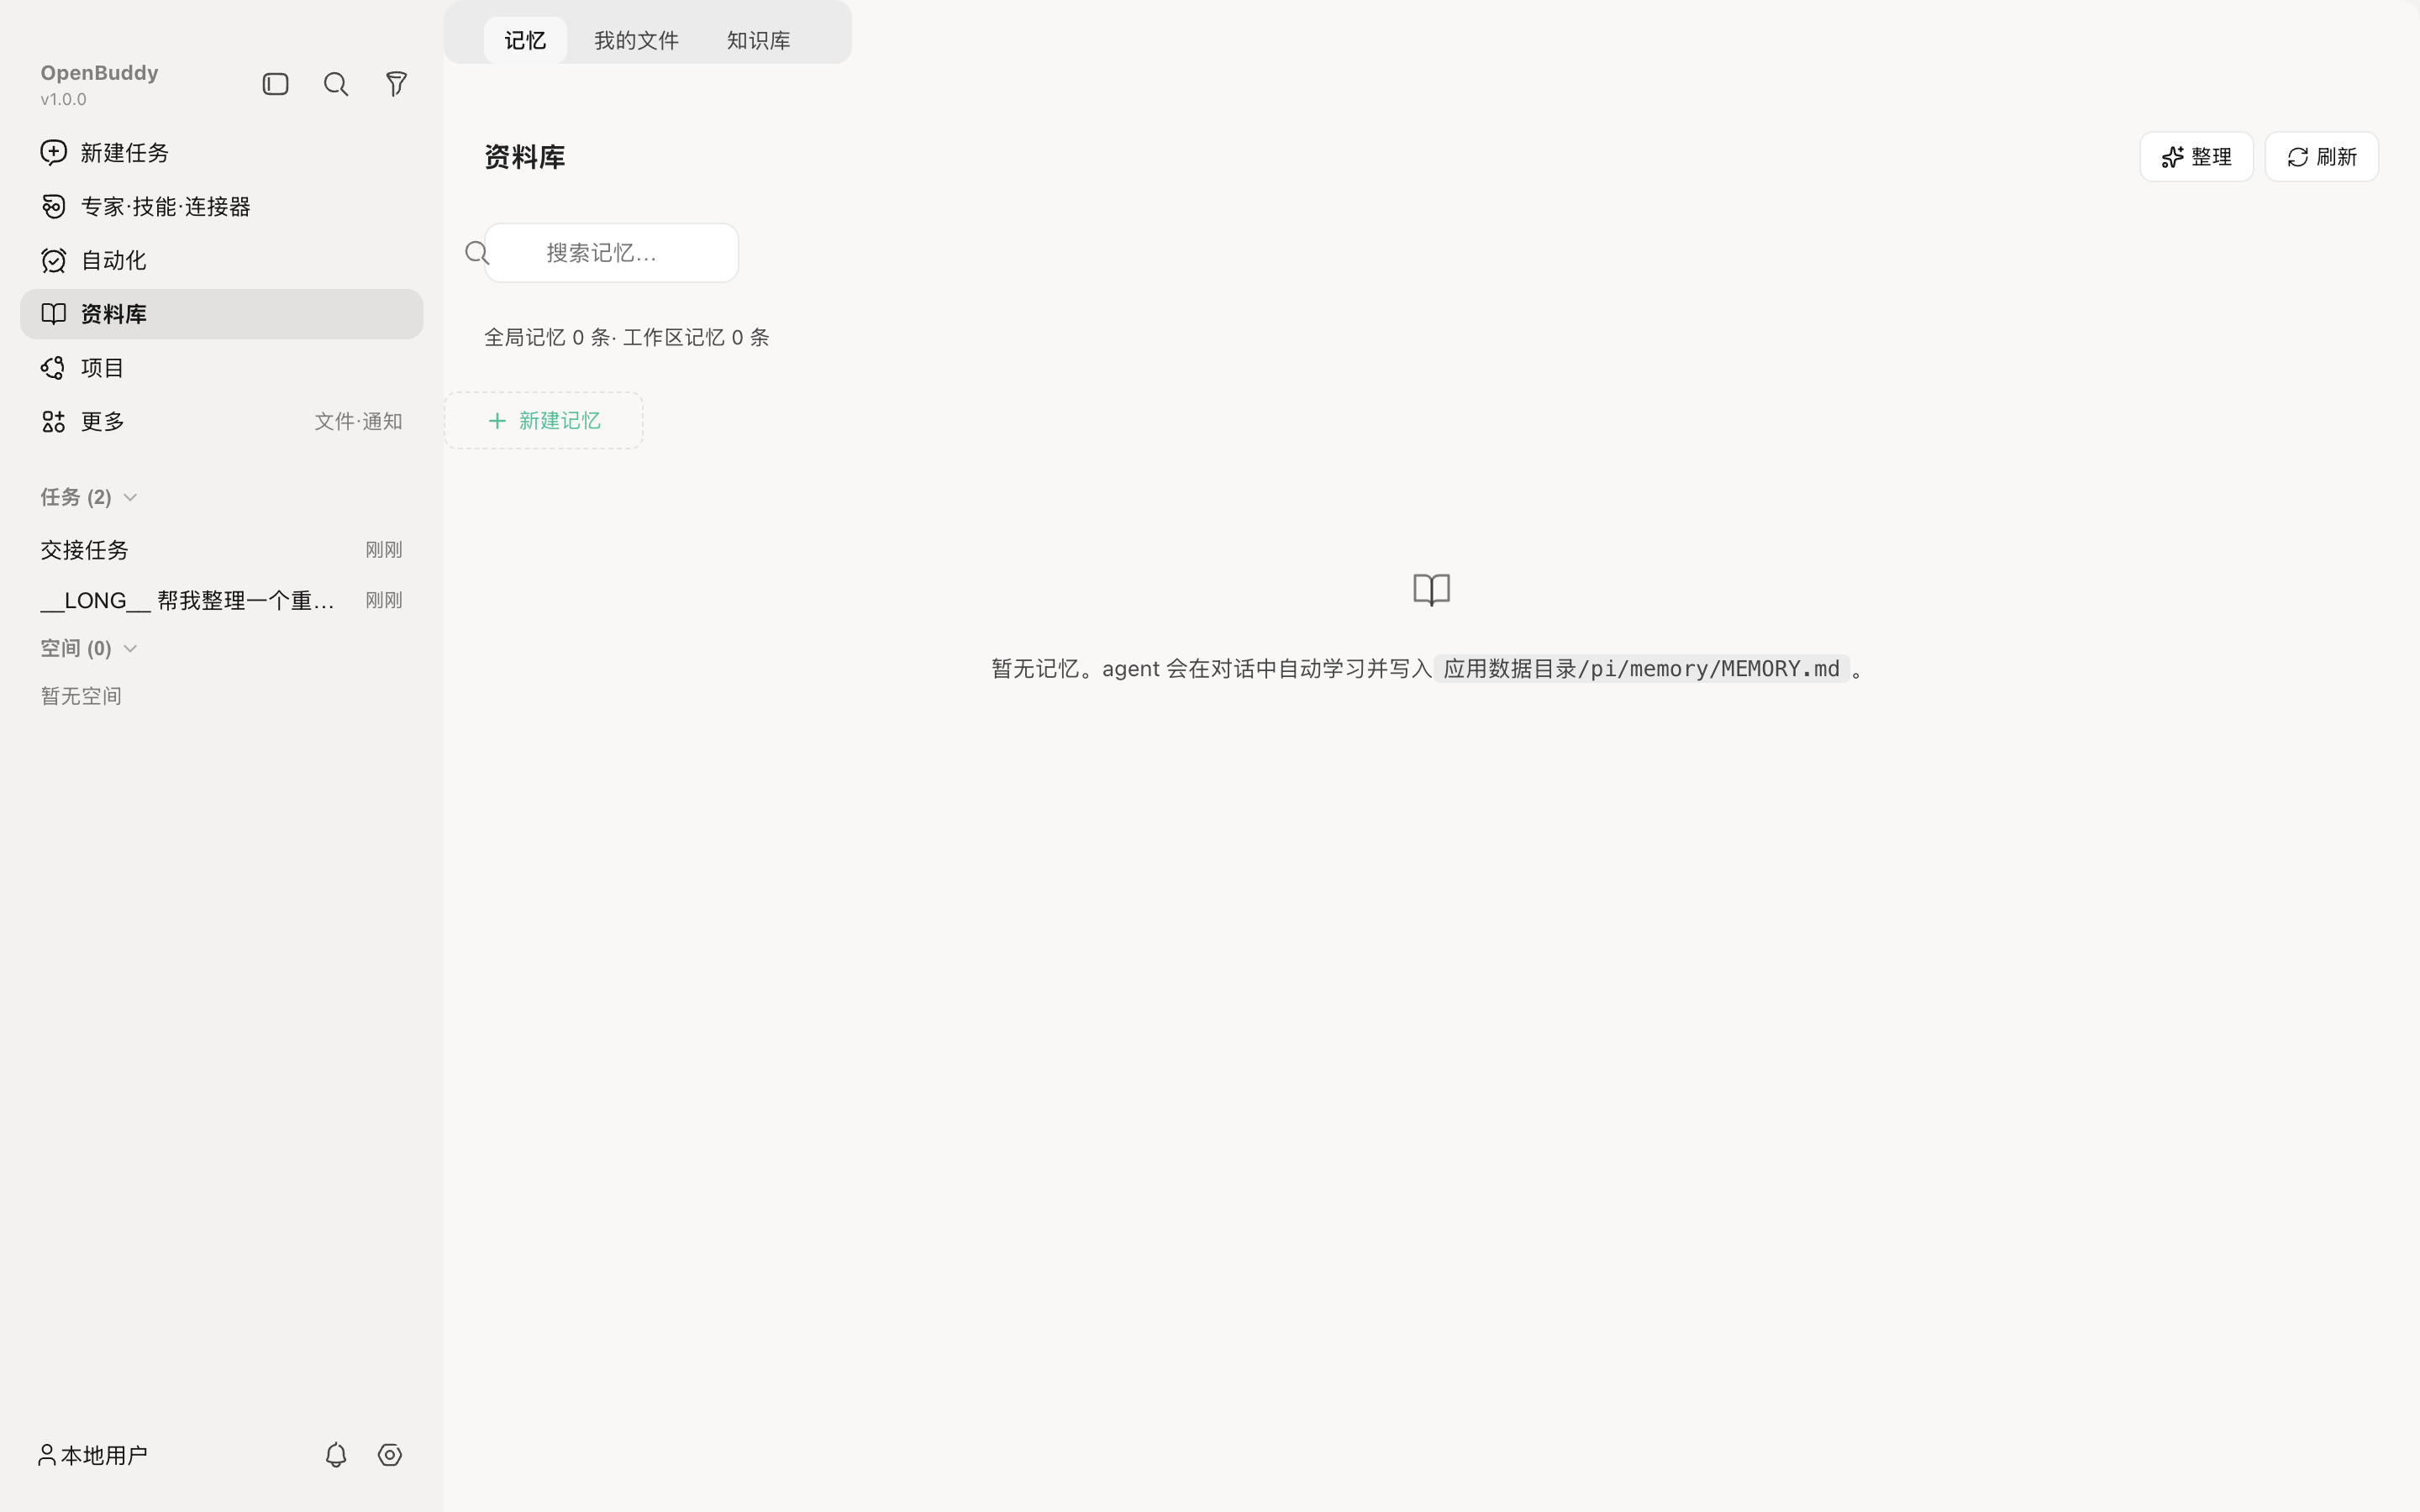 OpenBuddy
v1.0.0
新建任务
专家·技能·连接器
自动化
资料库
项目
更多 文件·通知
任务 (2)
交接任务 刚刚
__LONG__ 帮我整理一个重… 刚刚
空间 (0)
暂无空间
本地用户
记忆 我的文件 知识库
资料库
整理 刷新
搜索记忆…
全局记忆 0 条· 工作区记忆 0 条
新建记忆
暂无记忆。agent 会在对话中自动学习并写入 应用数据目录/pi/memory/MEMORY.md 。